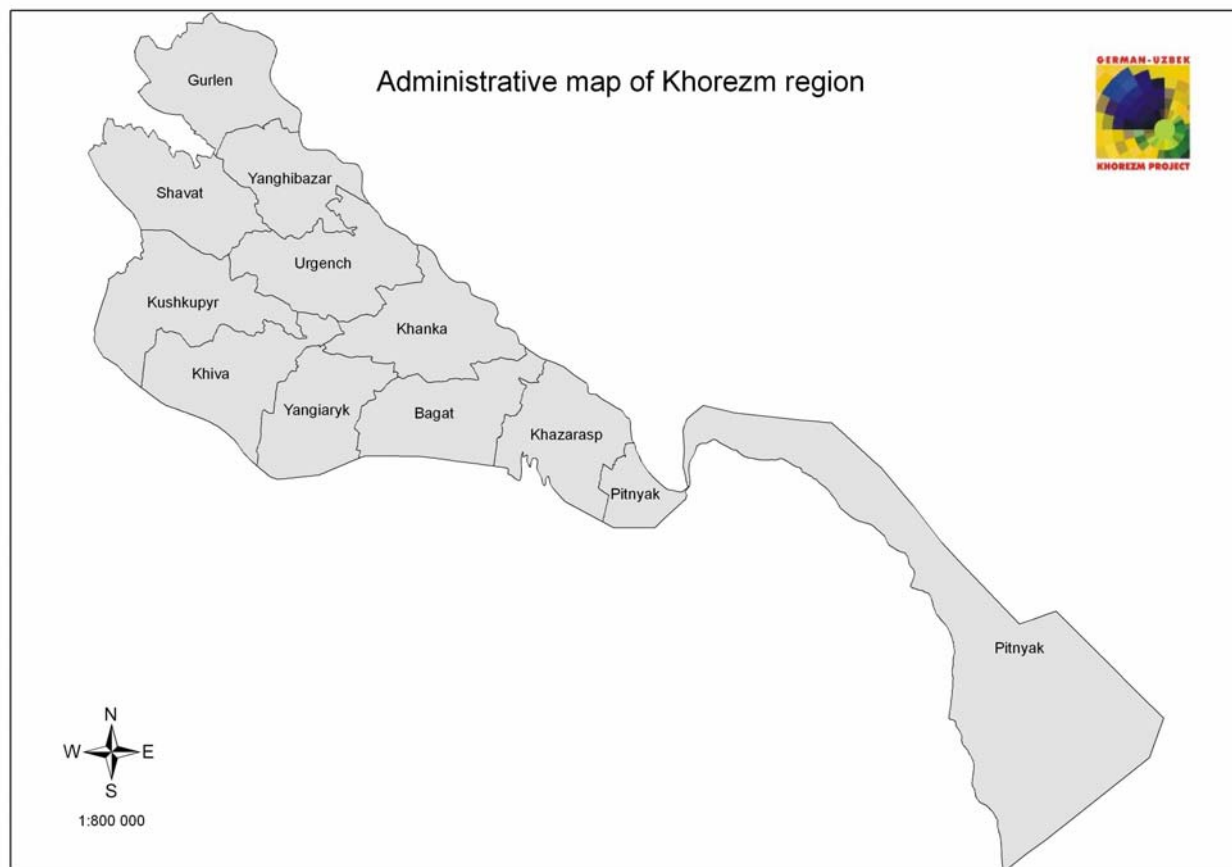 Administrative map of Khorezm region
GERMAN-UZBEK
KHOREZM PROJECT
Gurlen
Yanghibazar
Shavat
Urgench
Kushkupyr
Khanka
Khiva
Yangiaryk
Bagat
Khazarasp
Pitnyak
Pitnyak
N
W E
S
1:800 000